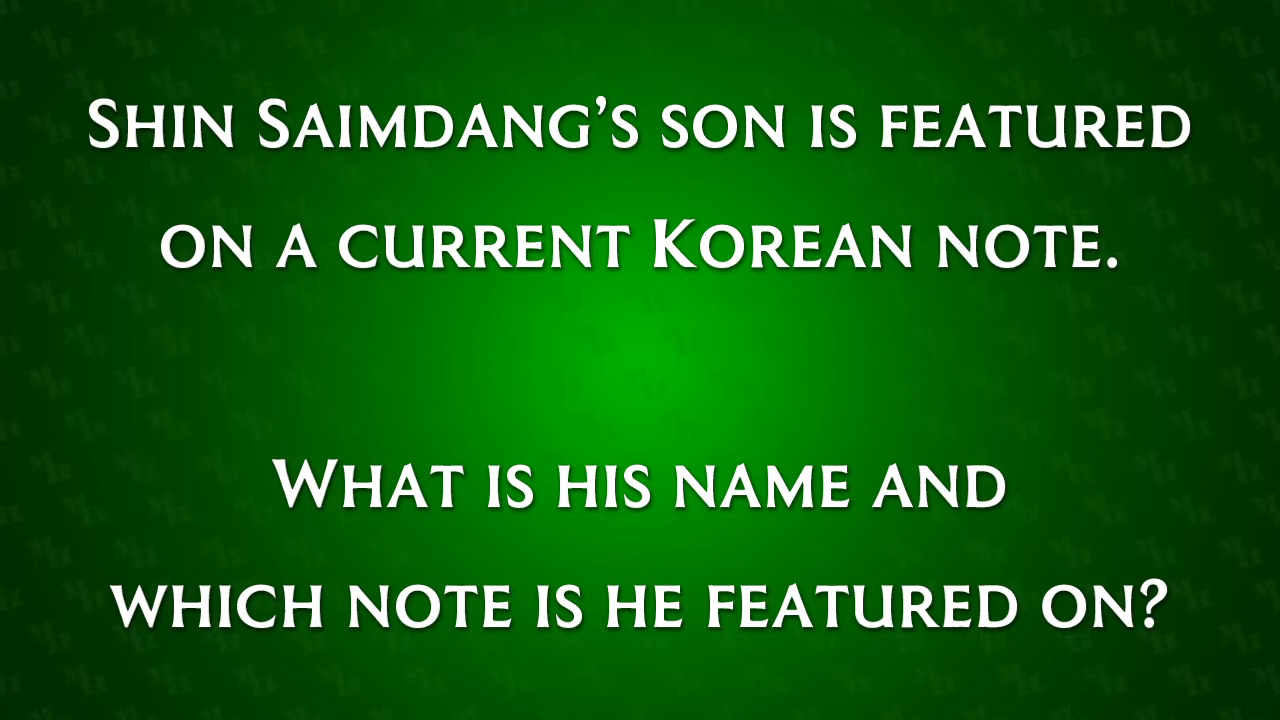 Shin Saimdang’s son is featured
on a current Korean note.
What is his name and
which note is he featured on?